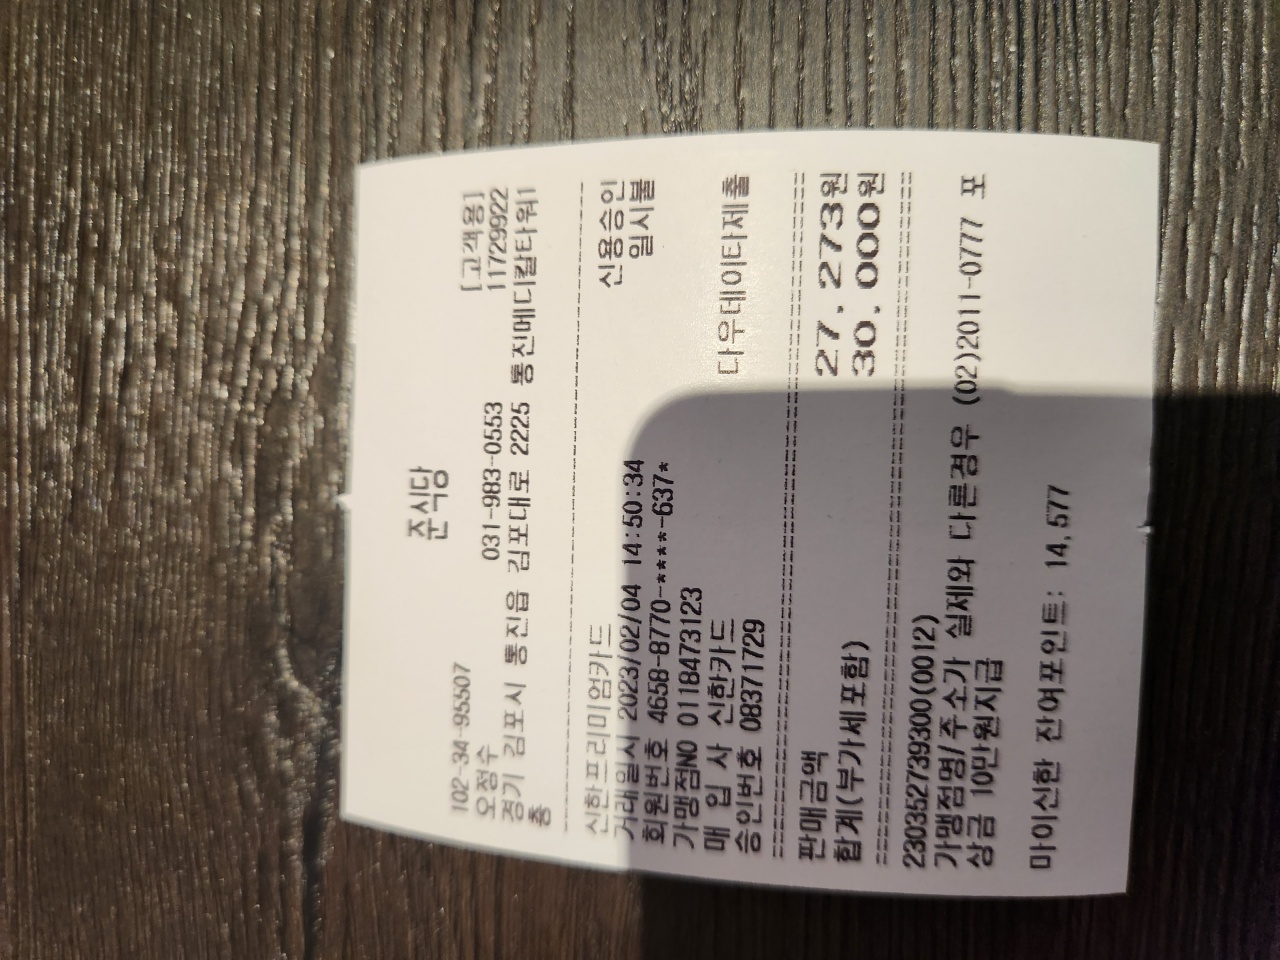 준식당
[고객용]
102-34-95507 11729922
오정수 031-983-0553
경기 김포시 통진읍 김포대로 2225 통진메디칼타워1
층
신한프리미엄카드 신용승인
거래일시 2023/02/04 14:50:34 일시불
회원번호 4658-8770-****-637*
가맹점NO 0118473123
매 입 사 신한카드 다우데이타제출
승인번호 08371729
판매금액 27,273원
합계(부가세포함) 30,000원
230352739300(0012)
가맹점명/주소가 실제와 다른경우 (02)2011-0777 포
상금 10만원지급
마이신한 잔여포인트: 14,577